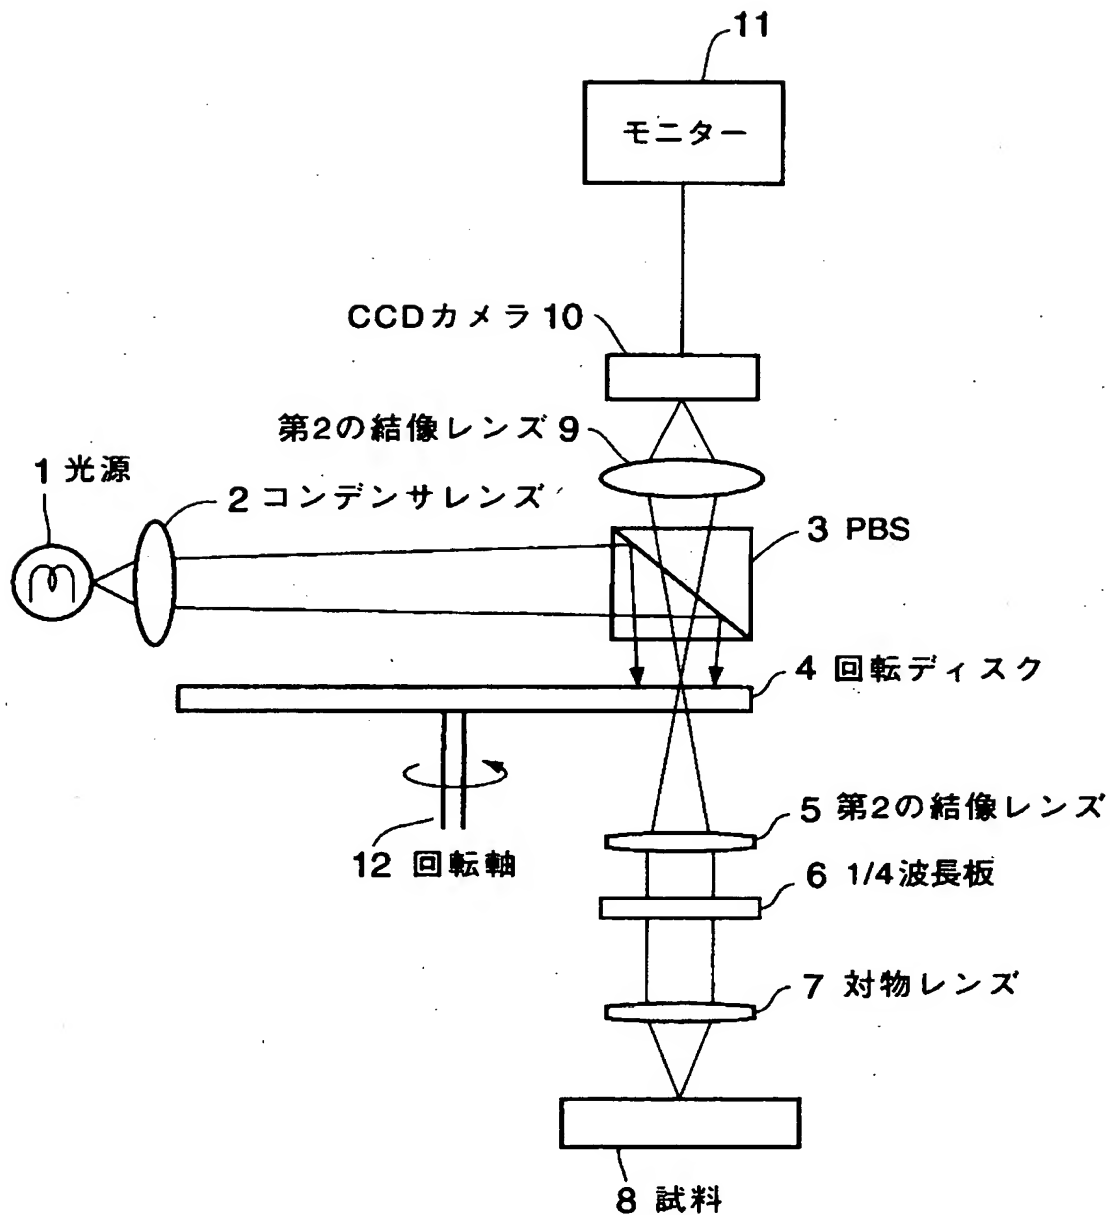 11
モニター
CCDカメラ 10
第2の結像レンズ 9
1 光源
2 コンデンサレンズ
3 PBS
4 回転ディスク
5 第2の結像レンズ
12 回転軸
6 1/4波長板
7 対物レンズ
8 試料